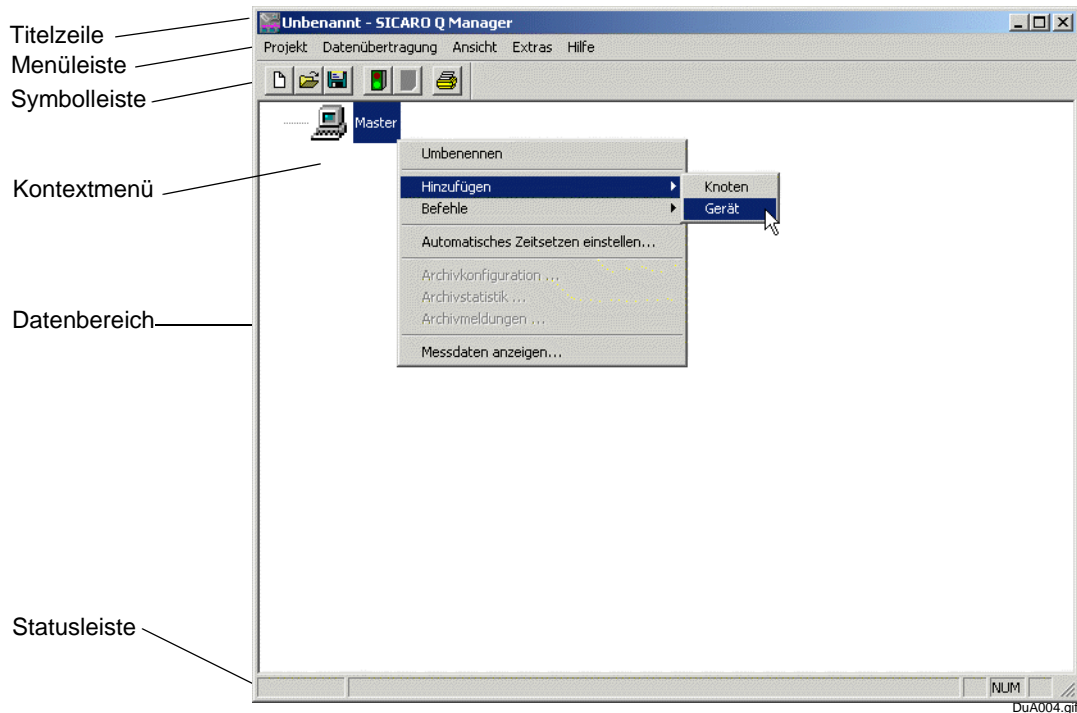 Titelzeile
Menüleiste
Symbolleiste
Kontextmenü
Datenbereich
Statusleiste
Unbenannt - SICARO Q Manager
Projekt Datenübertragung Ansicht Extras Hilfe
Master
Umbenennen
Hinzufügen
Befehle
Automatisches Zeitsetzen einstellen...
Archivkonfiguration ...
Archivstatistik ...
Archivmeldungen ...
Messdaten anzeigen...
Knoten
Gerät
NUM
DuA004.gif